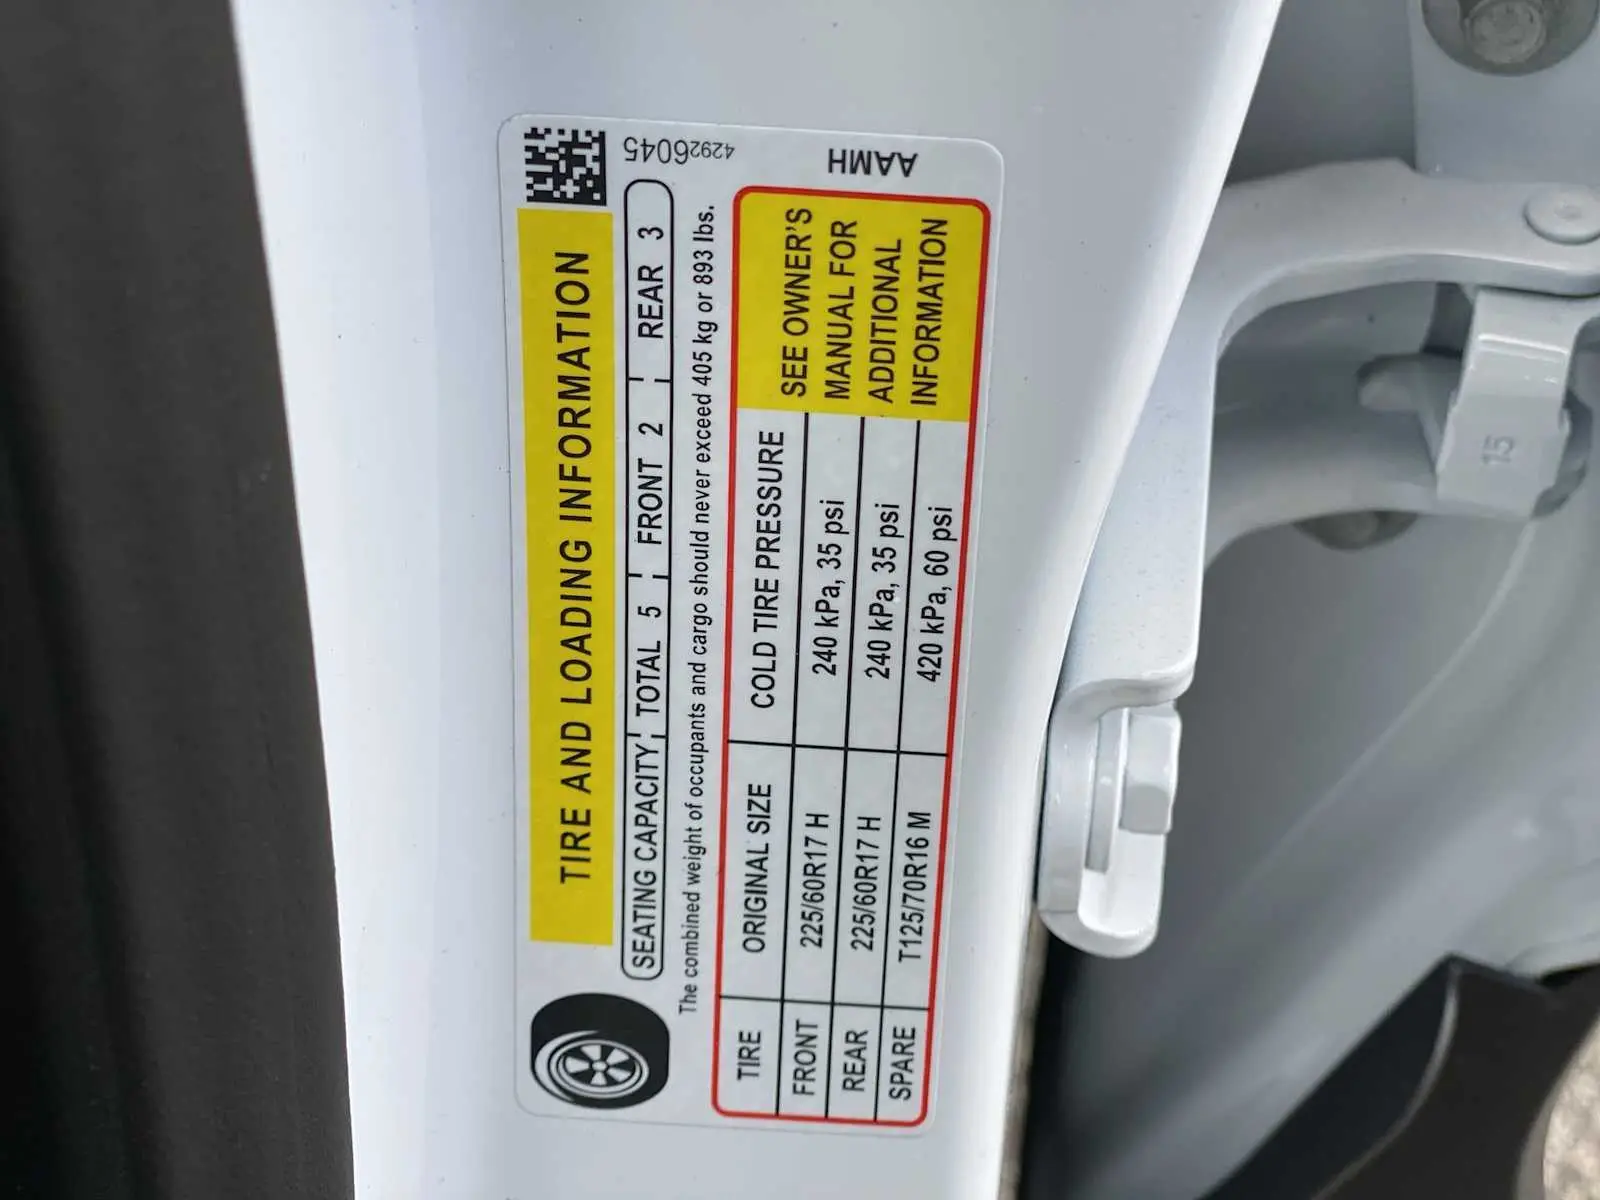 TIRE AND LOADING INFORMATION
SEATING CAPACITY TOTAL 5 FRONT 2 REAR 3
The combined weight of occupants and cargo should never exceed 405 kg or 893 lbs.
TIRE ORIGINAL SIZE COLD TIRE PRESSURE
FRONT 225/60R17 H 240 kPa, 35 psi
REAR 225/60R17 H 240 kPa, 35 psi
SPARE T125/70R16 M 420 kPa, 60 psi
SEE OWNER'S
MANUAL FOR
ADDITIONAL
INFORMATION
42926045
AAMH
15